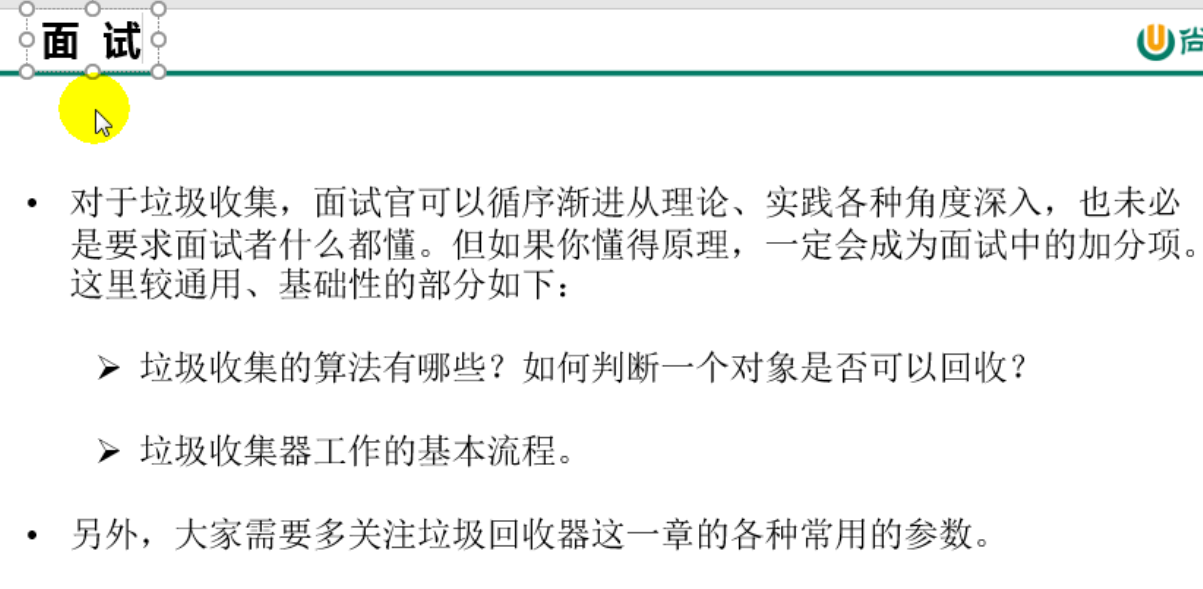 面 试
尚
• 对于垃圾收集，面试官可以循序渐进从理论、实践各种角度深入，也未必
是要求面试者什么都懂。但如果你懂得原理，一定会成为面试中的加分项。
这里较通用、基础性的部分如下：
➢ 垃圾收集的算法有哪些？如何判断一个对象是否可以回收？
➢ 垃圾收集器工作的基本流程。
• 另外，大家需要多关注垃圾回收器这一章的各种常用的参数。